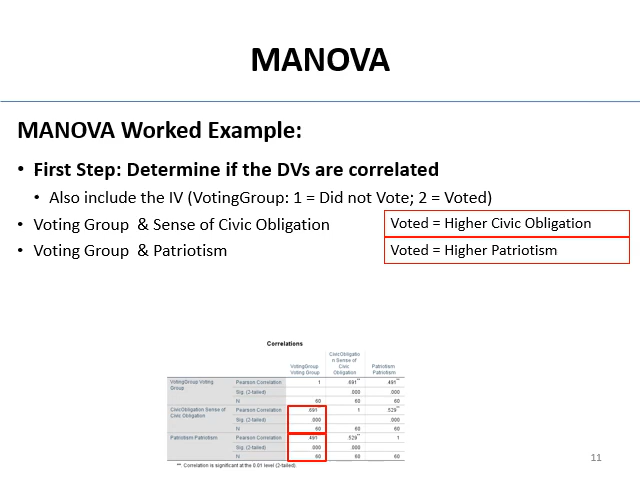 MANOVA
MANOVA Worked Example:
• First Step: Determine if the DVs are correlated
• Also include the IV (VotingGroup: 1 = Did not Vote; 2 = Voted)
• Voting Group & Sense of Civic Obligation
Voted = Higher Civic Obligation
• Voting Group & Patriotism
Voted = Higher Patriotism
Correlations
VotingGroup Voting Group
CivicObligation Sense of Civic Obligation
Patriotism Patriotism
VotingGroup Voting Group
Pearson Correlation 1 .691** .491**
Sig. (2-tailed) .000 .000
N 60 60 60
CivicObligation Sense of Civic Obligation
Pearson Correlation .691 1 .529**
Sig. (2-tailed) .000 .000
N 60 60 60
Patriotism Patriotism
Pearson Correlation .491 .529** 1
Sig. (2-tailed) .000 .000
N 60 60 60
**. Correlation is significant at the 0.01 level (2-tailed).
11